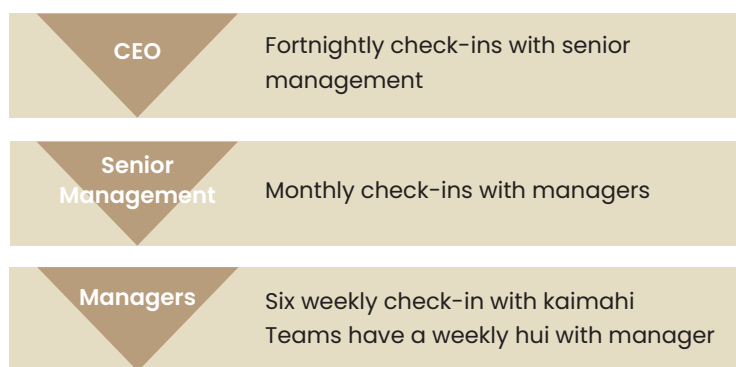 CEO
Fortnightly check-ins with senior
management
Senior
Management
Monthly check-ins with managers
Managers
Six weekly check-in with kaimahi
Teams have a weekly hui with manager